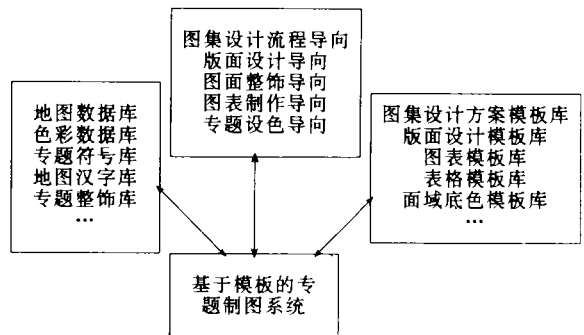 图集设计流程导向
版面设计导向
图面整饰导向
图表制作导向
专题设色导向
地图数据库
色彩数据库
专题符号库
地图汉字库
专题整饰库
…
图集设计方案模板库
版面设计模板库
图表模板库
表格模板库
面域底色模板库
…
基于模板的专
题制图系统